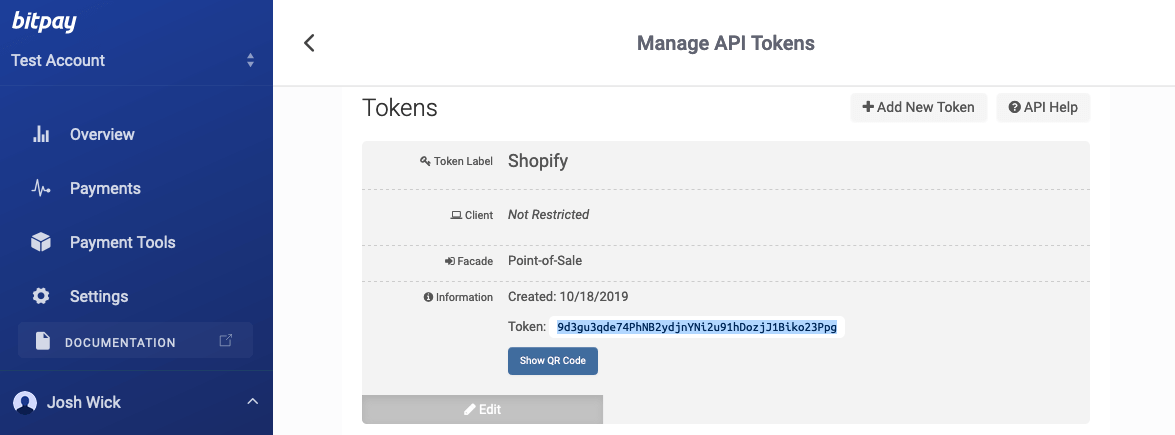 bitpay
Test Account
Overview
Payments
Payment Tools
Settings
DOCUMENTATION
Josh Wick
Manage API Tokens
Tokens
Add New Token
API Help
Token Label Shopify
Client Not Restricted
Facade Point-of-Sale
Information Created: 10/18/2019
Token: 9d3gu3qde74PhNB2ydjnYNi2u91hDozjJ1Biko23Ppg
Show QR Code
Edit